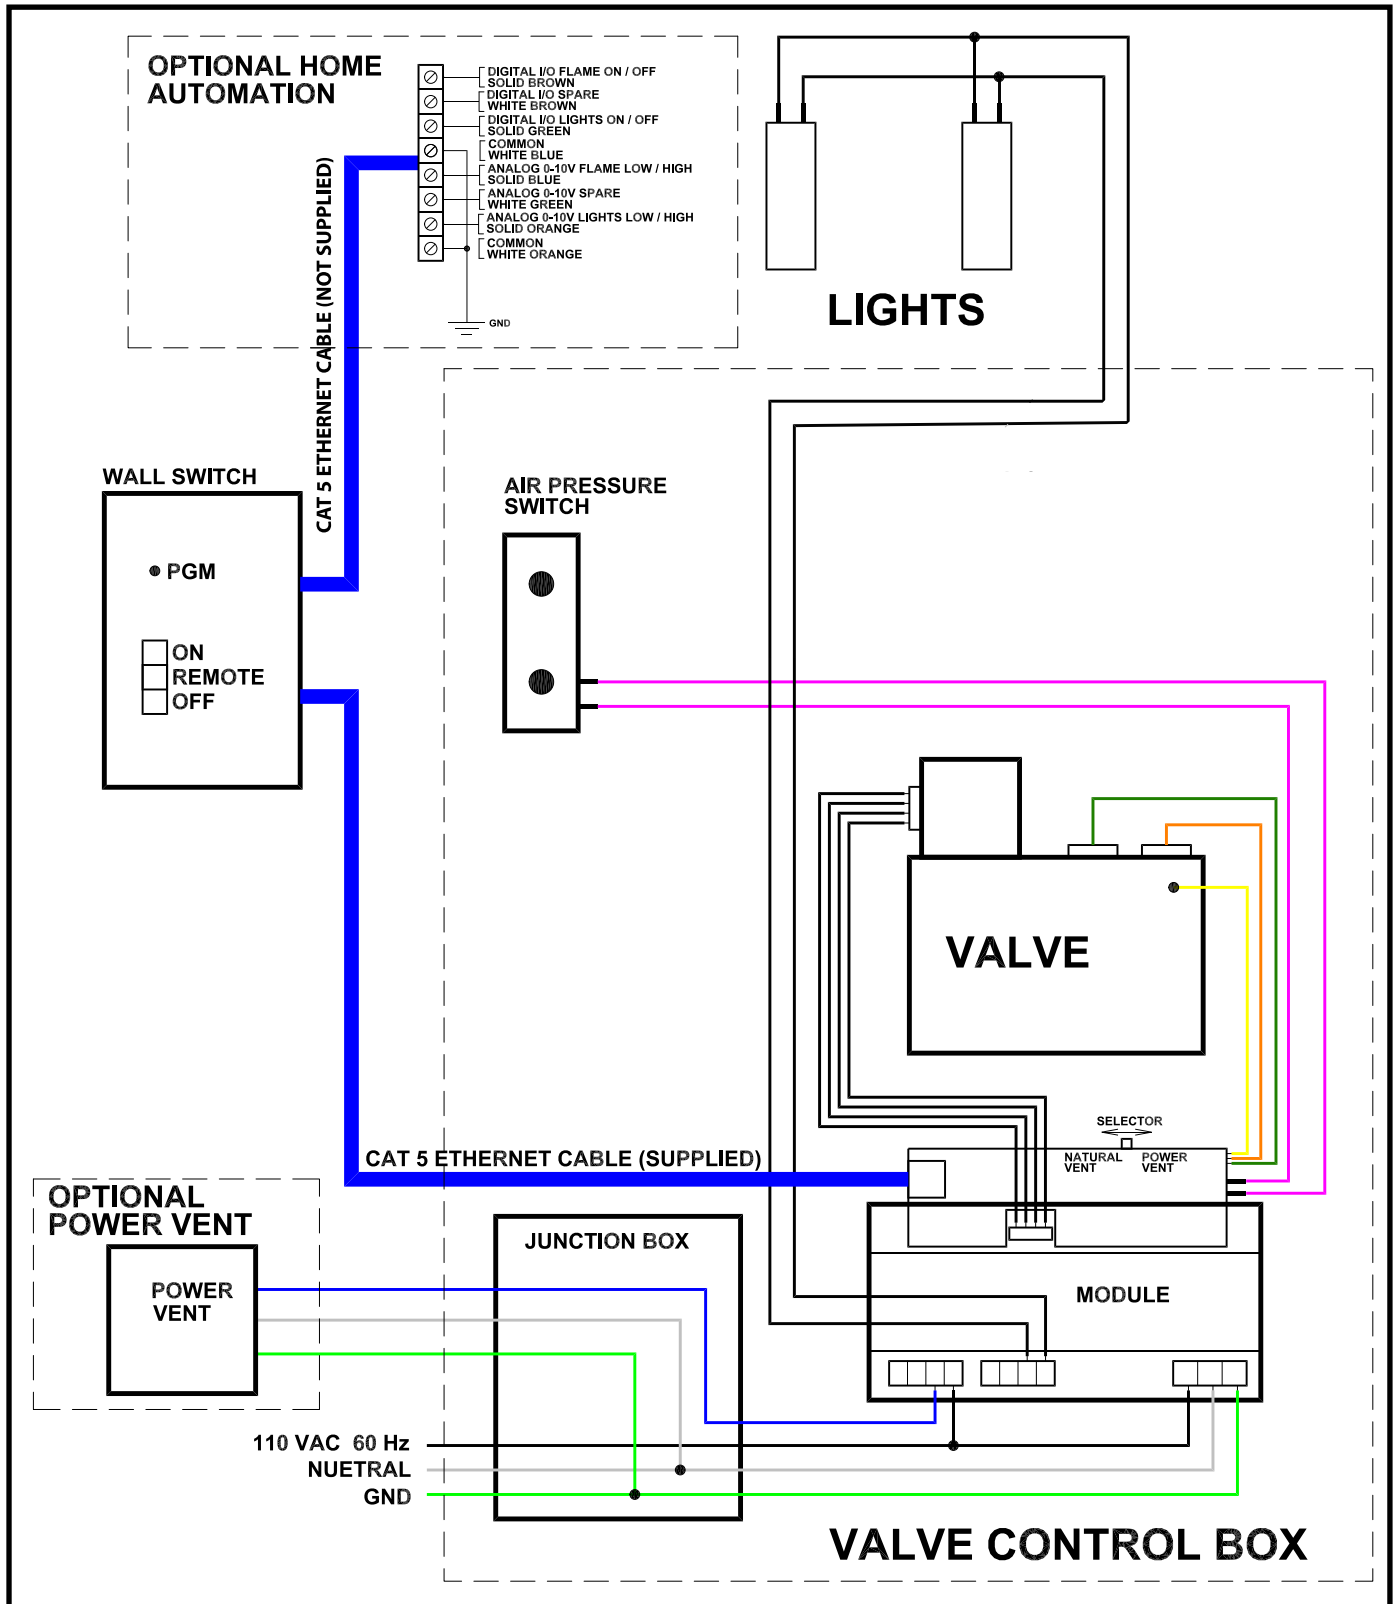 OPTIONAL HOME
AUTOMATION
DIGITAL I/O FLAME ON / OFF
SOLID BROWN
DIGITAL I/O SPARE
WHITE BROWN
DIGITAL I/O LIGHTS ON / OFF
SOLID GREEN
COMMON
WHITE BLUE
ANALOG 0-10V FLAME LOW / HIGH
SOLID BLUE
ANALOG 0-10V SPARE
WHITE GREEN
ANALOG 0-10V LIGHTS LOW / HIGH
SOLID ORANGE
COMMON
WHITE ORANGE
GND
LIGHTS
CAT 5 ETHERNET CABLE (NOT SUPPLIED)
WALL SWITCH
PGM
ON
REMOTE
OFF
AIR PRESSURE
SWITCH
VALVE
SELECTOR
NATURAL
VENT
POWER
VENT
CAT 5 ETHERNET CABLE (SUPPLIED)
OPTIONAL
POWER VENT
POWER
VENT
JUNCTION BOX
MODULE
110 VAC 60 Hz
NUETRAL
GND
VALVE CONTROL BOX